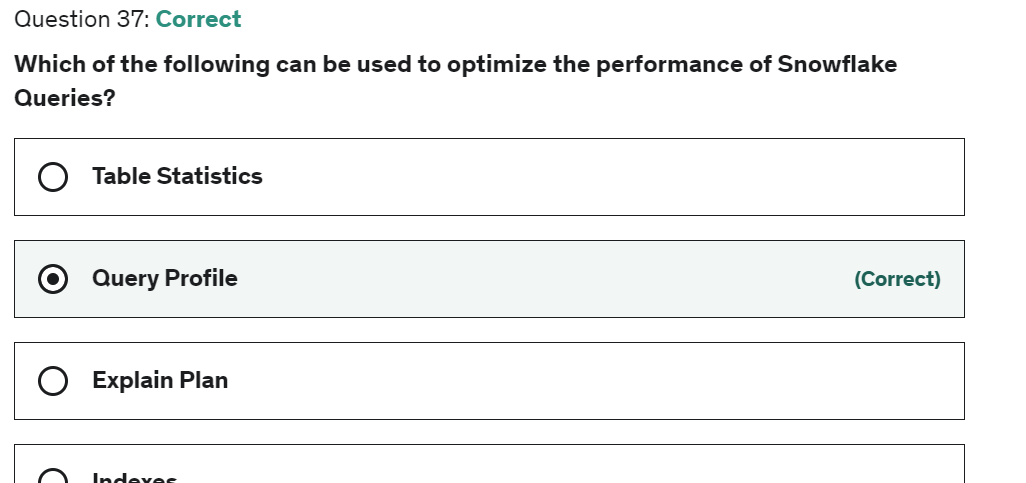 Question 37: Correct
Which of the following can be used to optimize the performance of Snowflake
Queries?
Table Statistics
Query Profile (Correct)
Explain Plan
Indexes